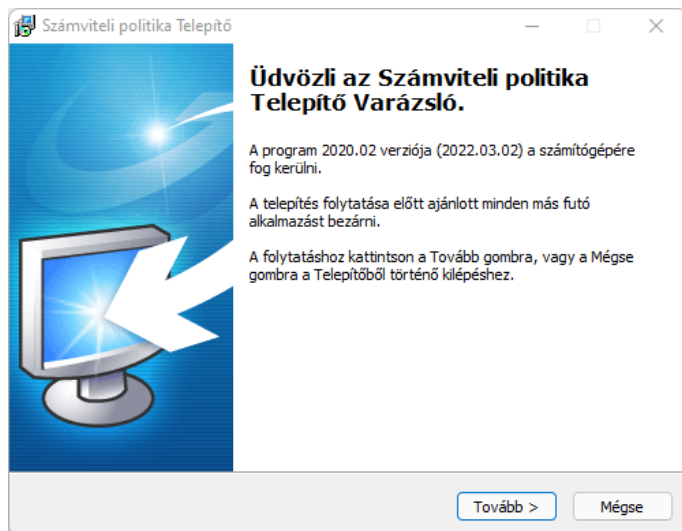 Számviteli politika Telepítő
Üdvözli az Számviteli politika
Telepítő Varázsló.
A program 2020.02 verziója (2022.03.02) a számítógépére
fog kerülni.
A telepítés folytatása előtt ajánlott minden más futó
alkalmazást bezárni.
A folytatáshoz kattintson a Tovább gombra, vagy a Mégse
gombra a Telepítőből történő kilépéshez.
Tovább >
Mégse